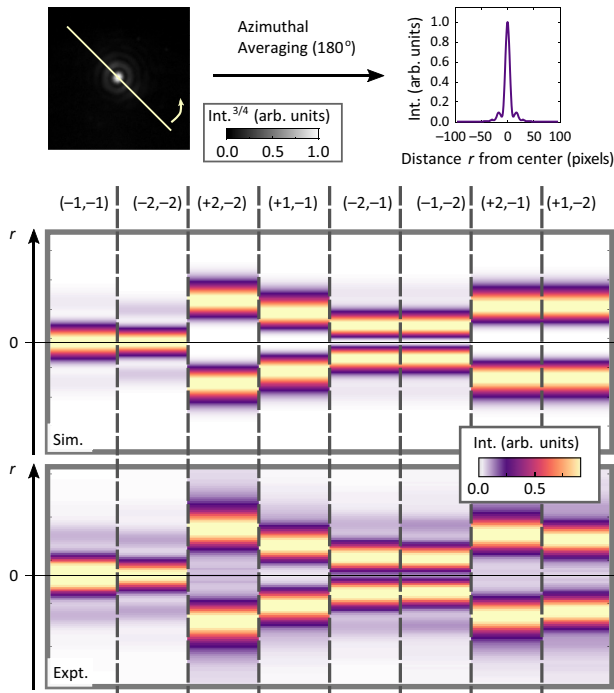 Azimuthal
Averaging (180°)
Int.^3/4 (arb. units)
0.0 0.5 1.0
Int. (arb. units)
1.0
0.8
0.6
0.4
0.2
0.0
−100 −50 0 50 100
Distance r from center (pixels)
(−1,−1) (−2,−2) (+2,−2) (+1,−1) (−2,−1) (−1,−2) (+2,−1) (+1,−2)
r
0
Sim.
Int. (arb. units)
0.0 0.5
r
0
Expt.